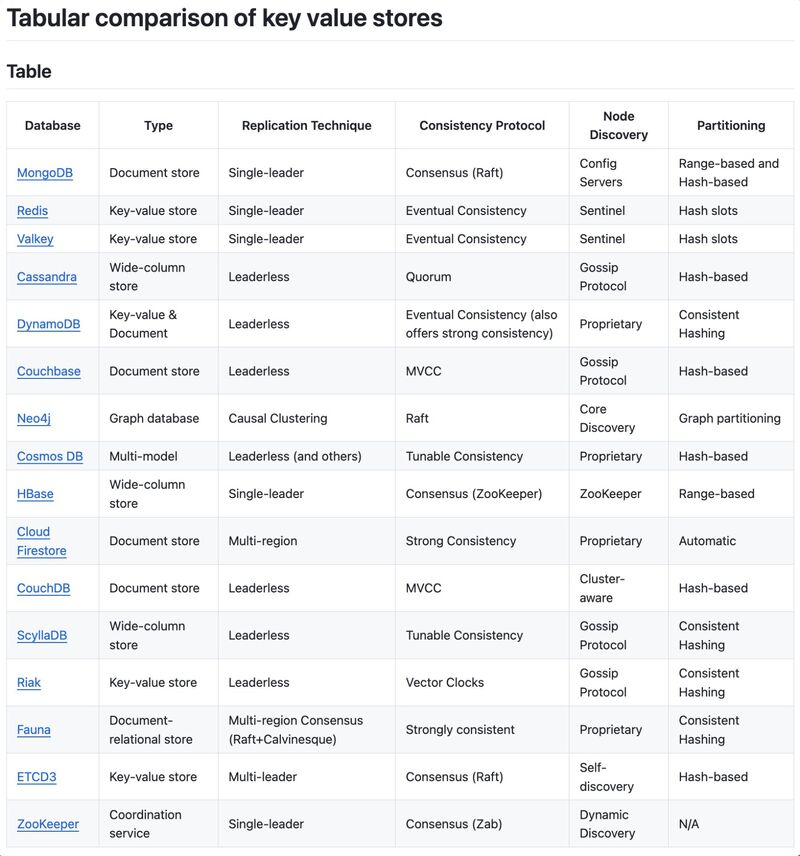 Tabular comparison of key value stores
Table
Database Type Replication Technique Consistency Protocol Node Discovery Partitioning
MongoDB Document store Single-leader Consensus (Raft) Config Servers Range-based and Hash-based
Redis Key-value store Single-leader Eventual Consistency Sentinel Hash slots
Valkey Key-value store Single-leader Eventual Consistency Sentinel Hash slots
Cassandra Wide-column store Leaderless Quorum Gossip Protocol Hash-based
DynamoDB Key-value & Document Leaderless Eventual Consistency (also offers strong consistency) Proprietary Consistent Hashing
Couchbase Document store Leaderless MVCC Gossip Protocol Hash-based
Neo4j Graph database Causal Clustering Raft Core Discovery Graph partitioning
Cosmos DB Multi-model Leaderless (and others) Tunable Consistency Proprietary Hash-based
HBase Wide-column store Single-leader Consensus (ZooKeeper) ZooKeeper Range-based
Cloud Firestore Document store Multi-region Strong Consistency Proprietary Automatic
CouchDB Document store Leaderless MVCC Cluster-aware Hash-based
ScyllaDB Wide-column store Leaderless Tunable Consistency Gossip Protocol Consistent Hashing
Riak Key-value store Leaderless Vector Clocks Gossip Protocol Consistent Hashing
Fauna Document-relational store Multi-region Consensus (Raft+Calvinesque) Strongly consistent Proprietary Consistent Hashing
ETCD3 Key-value store Multi-leader Consensus (Raft) Self-discovery Hash-based
ZooKeeper Coordination service Single-leader Consensus (Zab) Dynamic Discovery N/A